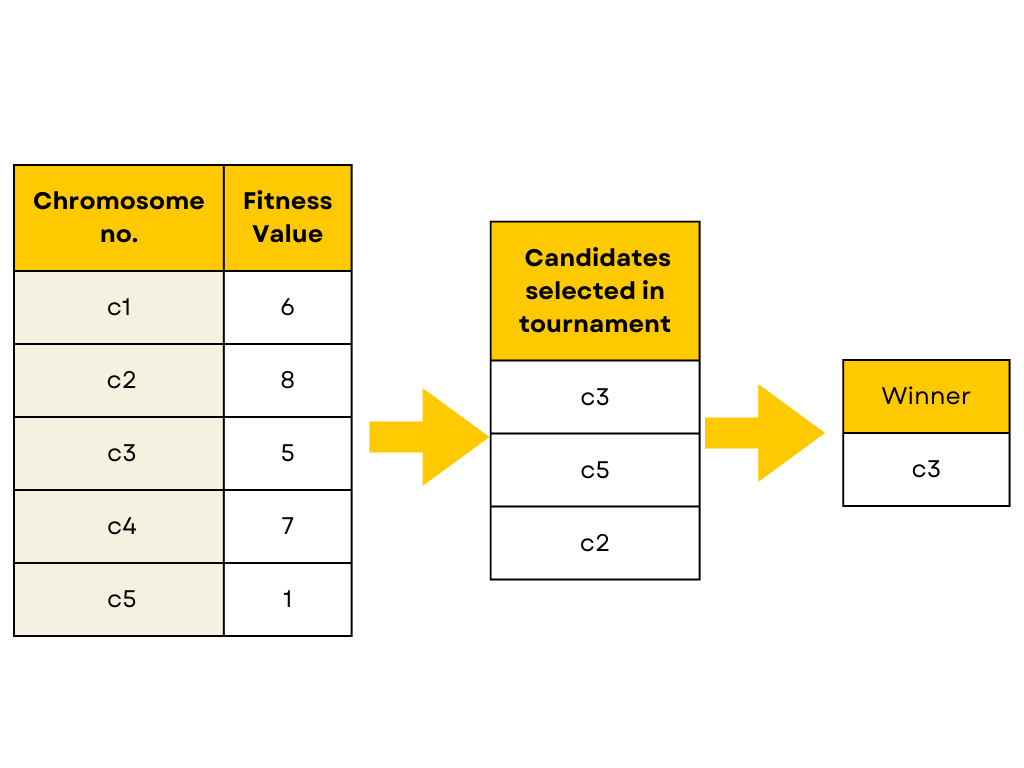 Chromosome
no.
Fitness
Value
c1
6
c2
8
c3
5
c4
7
c5
1
Candidates
selected in
tournament
c3
c5
c2
Winner
c3